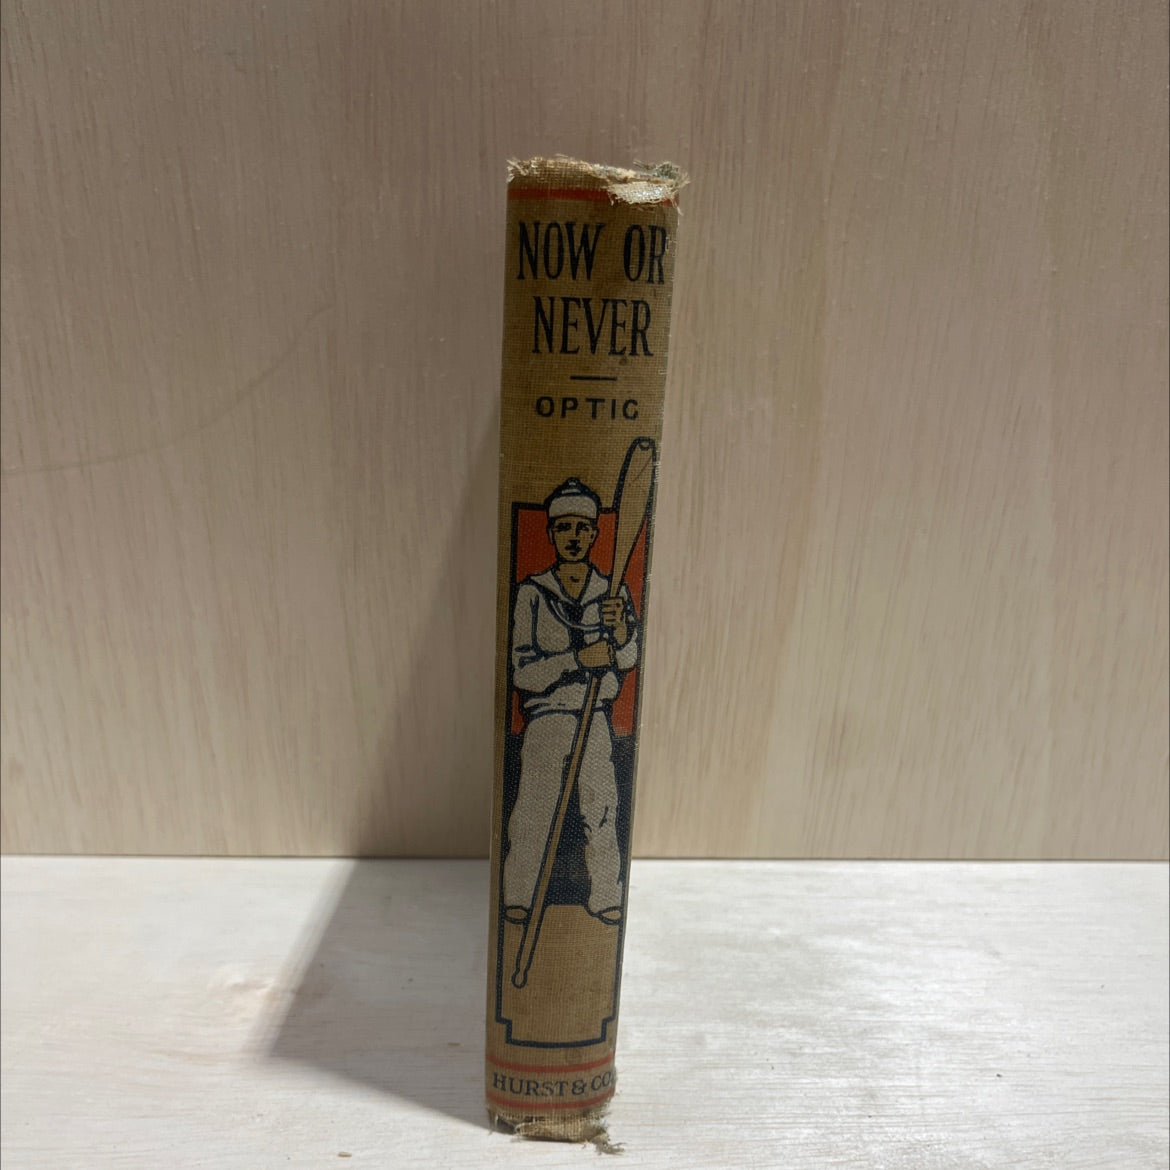 NOW OR
NEVER
OPTIC
HURST & CO.